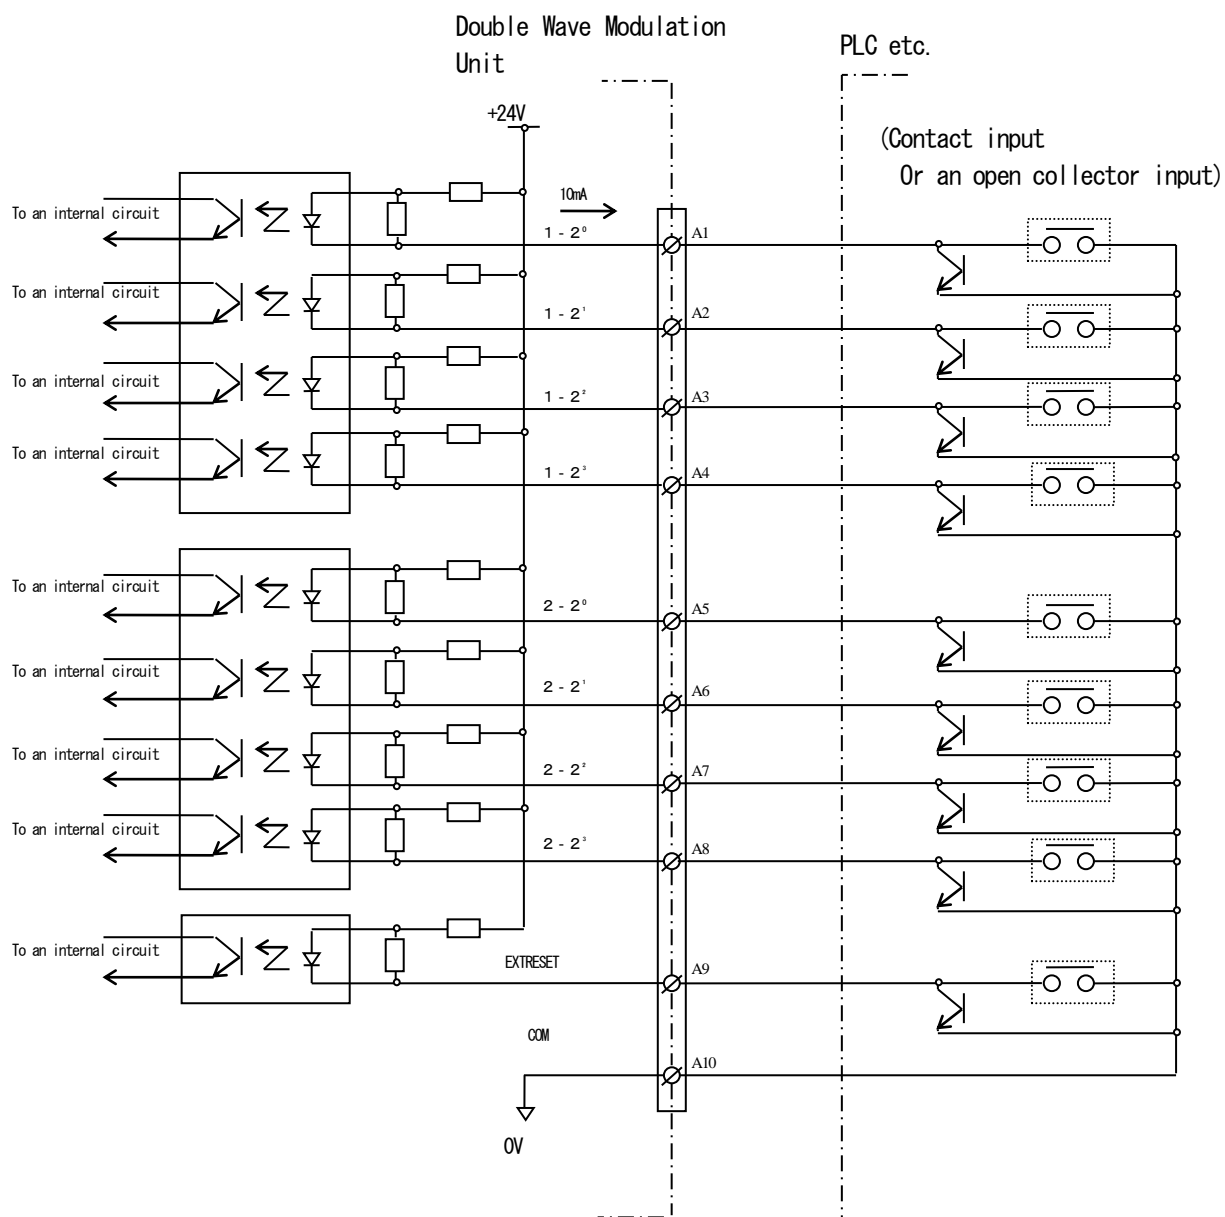 Double Wave Modulation
Unit
PLC etc.
+24V
(Contact input
Or an open collector input)
10mA
To an internal circuit
1-2⁰
A1
To an internal circuit
1-2¹
A2
To an internal circuit
1-2²
A3
To an internal circuit
1-2³
A4
To an internal circuit
2-2⁰
A5
To an internal circuit
2-2¹
A6
To an internal circuit
2-2²
A7
To an internal circuit
2-2³
A8
To an internal circuit
EXTRESET
A9
COM
A10
0V